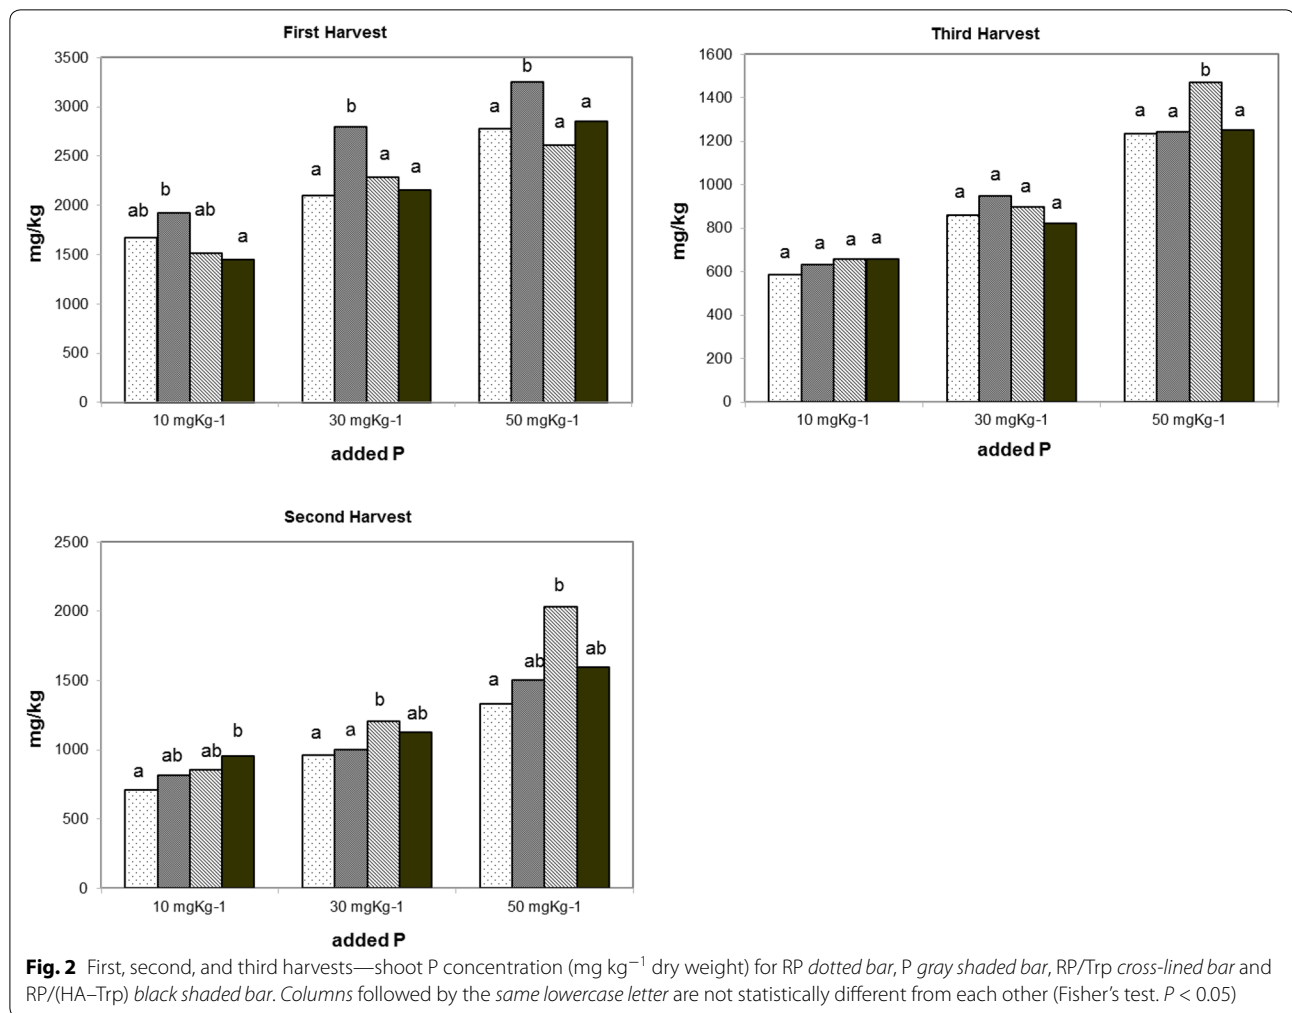 First Harvest
3500
3000
2500
2000
1500
1000
500
0
mg/kg
ab b ab a
a b a a
a b a a
10 mgKg-1 30 mgKg-1 50 mgKg-1
added P
Third Harvest
1600
1400
1200
1000
800
600
400
200
0
mg/kg
a a a a
a a a a
a a b a
10 mgKg-1 30 mgKg-1 50 mgKg-1
added P
Second Harvest
2500
2000
1500
1000
500
0
mg/kg
a ab ab b
a a b ab
a ab b ab
10 mgKg-1 30 mgKg-1 50 mgKg-1
added P
Fig. 2 First, second, and third harvests—shoot P concentration (mg kg−1 dry weight) for RP dotted bar, P gray shaded bar, RP/Trp cross-lined bar and
RP/(HA–Trp) black shaded bar. Columns followed by the same lowercase letter are not statistically different from each other (Fisher's test. P < 0.05)